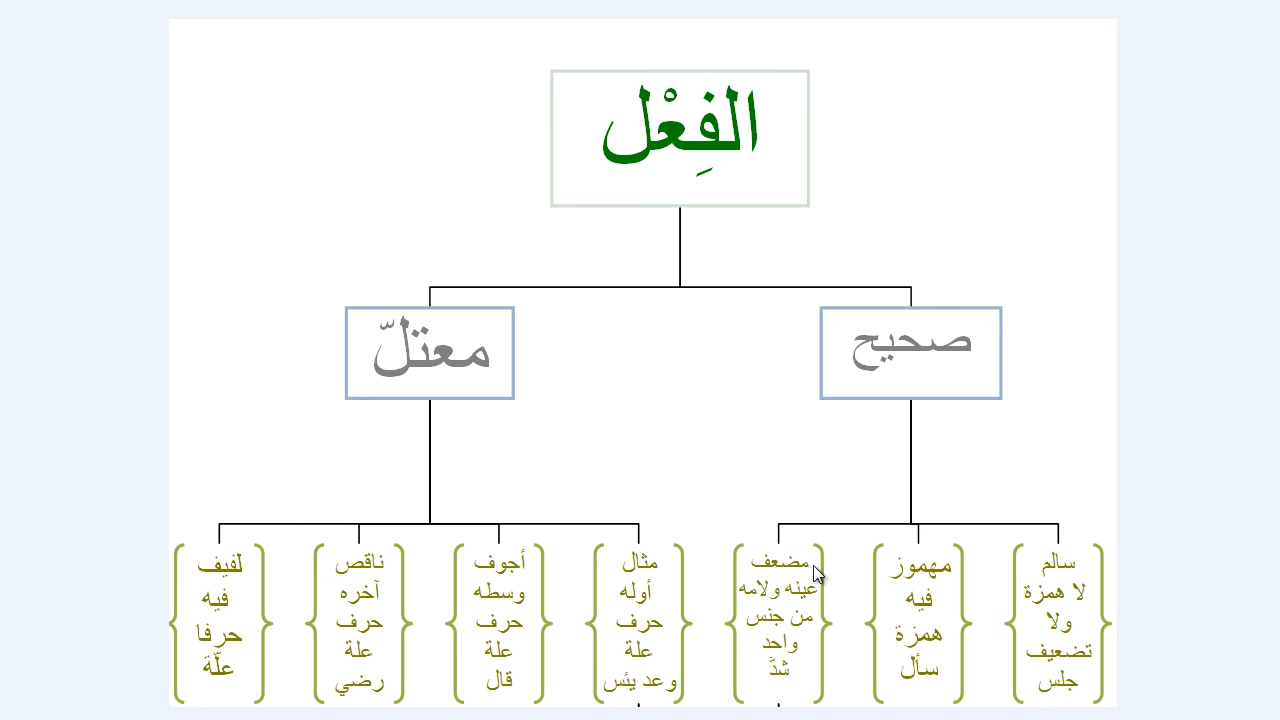 الفِعْل
صحيح
معتلّ
سالم
لا همزة
ولا
تضعيف
جلس
مهموز
فيه
همزة
سأل
مضعف
عينه ولامه
من جنس
واحد
شدَّ
مثال
أوله
حرف
علة
وعد يئس
أجوف
وسطه
حرف
علة
قال
ناقص
آخره
حرف
علة
رضي
لفيف
فيه
حرفا
علّة